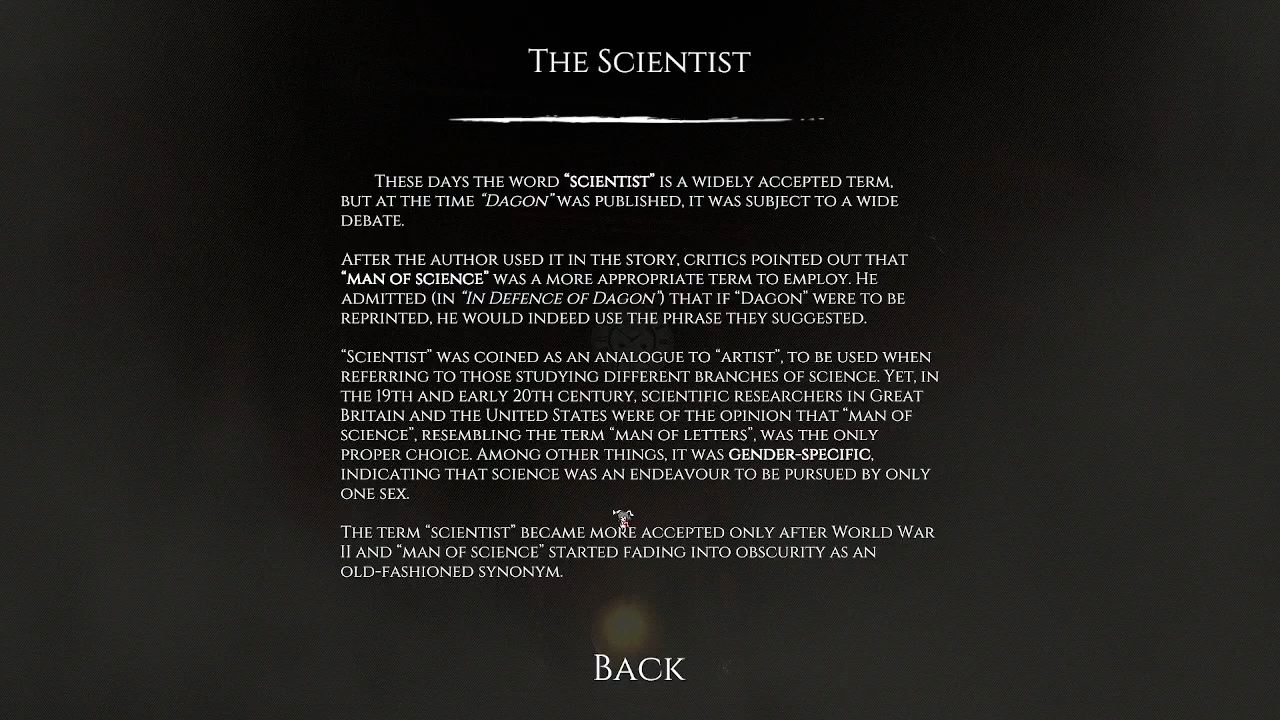 The Scientist
These days the word “scientist” is a widely accepted term,
but at the time “Dagon” was published, it was subject to a wide
debate.
After the author used it in the story, critics pointed out that
“man of science” was a more appropriate term to employ. He
admitted (in “In Defence of Dagon”) that if “Dagon” were to be
reprinted, he would indeed use the phrase they suggested.
“Scientist” was coined as an analogue to “artist”, to be used when
referring to those studying different branches of science. Yet, in
the 19th and early 20th century, scientific researchers in Great
Britain and the United States were of the opinion that “man of
science”, resembling the term “man of letters”, was the only
proper choice. Among other things, it was gender-specific,
indicating that science was an endeavour to be pursued by only
one sex.
The term “scientist” became more accepted only after World War
II and “man of science” started fading into obscurity as an
old-fashioned synonym.
Back